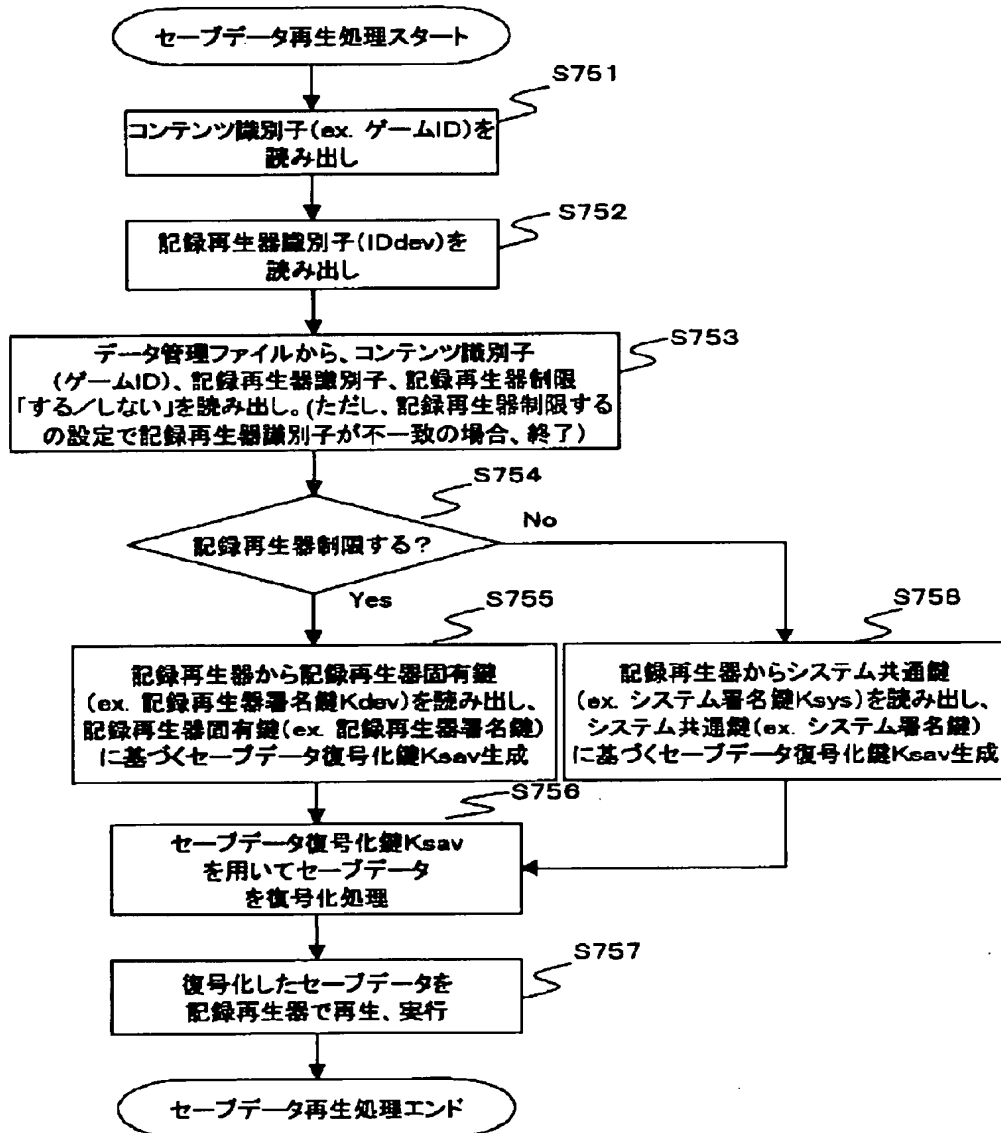 セーブデータ再生処理スタート
S751
コンテンツ識別子(ex. ゲームID)を
読み出し
S752
記録再生器識別子(IDdev)を
読み出し
S753
データ管理ファイルから、コンテンツ識別子
(ゲームID)、記録再生器識別子、記録再生器制限
「する／しない」を読み出し。(ただし、記録再生器制限する
の設定で記録再生器識別子が不一致の場合、終了)
S754
記録再生器制限する？
No
Yes
S755
記録再生器から記録再生器固有鍵
(ex. 記録再生器署名鍵Kdev)を読み出し、
記録再生器固有鍵(ex. 記録再生器署名鍵)
に基づくセーブデータ復号化鍵Ksav生成
S758
記録再生器からシステム共通鍵
(ex. システム署名鍵Ksys)を読み出し、
システム共通鍵(ex. システム署名鍵)
に基づくセーブデータ復号化鍵Ksav生成
S756
セーブデータ復号化鍵Ksav
を用いてセーブデータ
を復号化処理
S757
復号化したセーブデータを
記録再生器で再生、実行
セーブデータ再生処理エンド